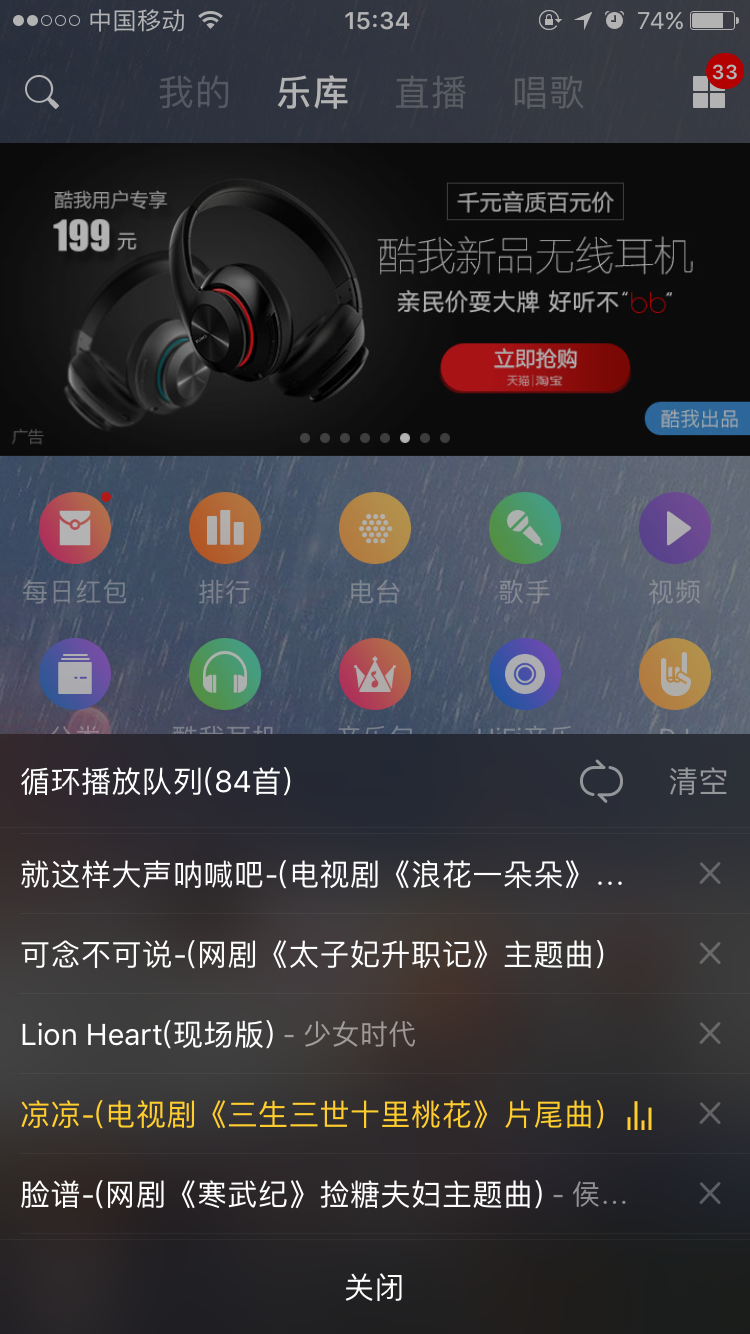 中国移动 15:34 74%
我的 乐库 直播 唱歌 33
酷我用户专享
199元
千元音质百元价
酷我新品无线耳机
亲民价耍大牌 好听不“bb“
立即抢购
天猫|淘宝
酷我出品
广告
每日红包 排行 电台 歌手 视频
分类 酷我耳机 音乐包 HiFi音乐 DJ
循环播放队列(84首) 清空
就这样大声呐喊吧-(电视剧《浪花一朵朵》...
可念不可说-(网剧《太子妃升职记》主题曲)
Lion Heart(现场版) - 少女时代
凉凉-(电视剧《三生三世十里桃花》片尾曲)
脸谱-(网剧《寒武纪》捡糖夫妇主题曲) - 侯...
关闭